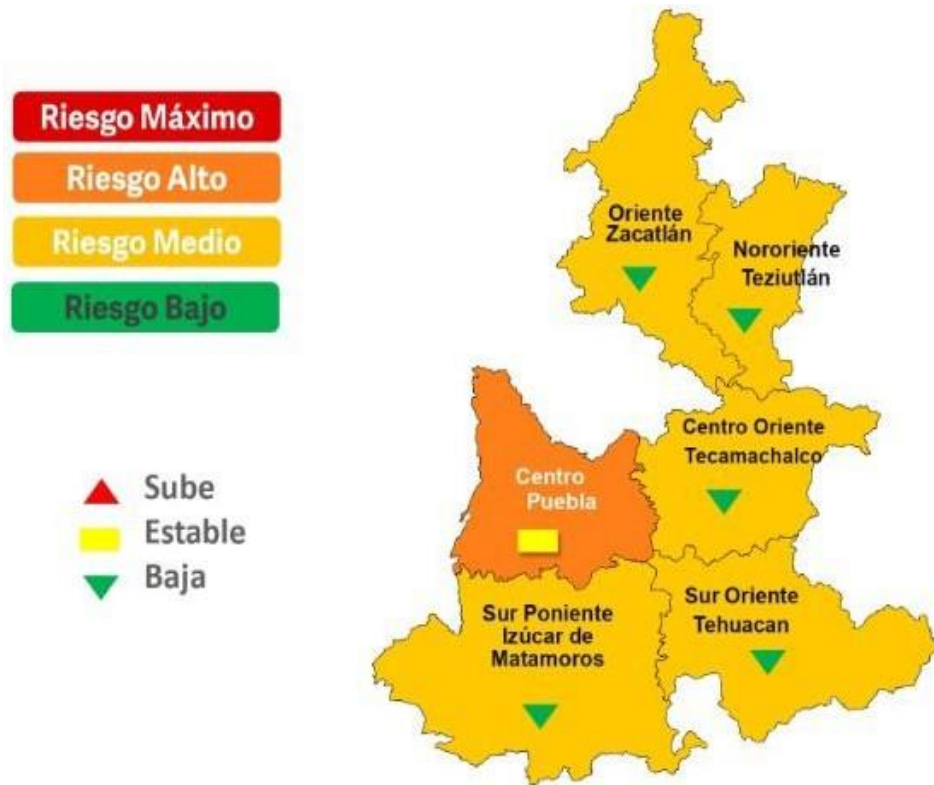 Riesgo Máximo
Riesgo Alto
Riesgo Medio
Riesgo Bajo
Sube
Estable
Baja
Oriente
Zacatlán
Nororiente
Teziutlán
Centro Oriente
Tecamachalco
Centro
Puebla
Sur Poniente
Izúcar de
Matamoros
Sur Oriente
Tehuacan